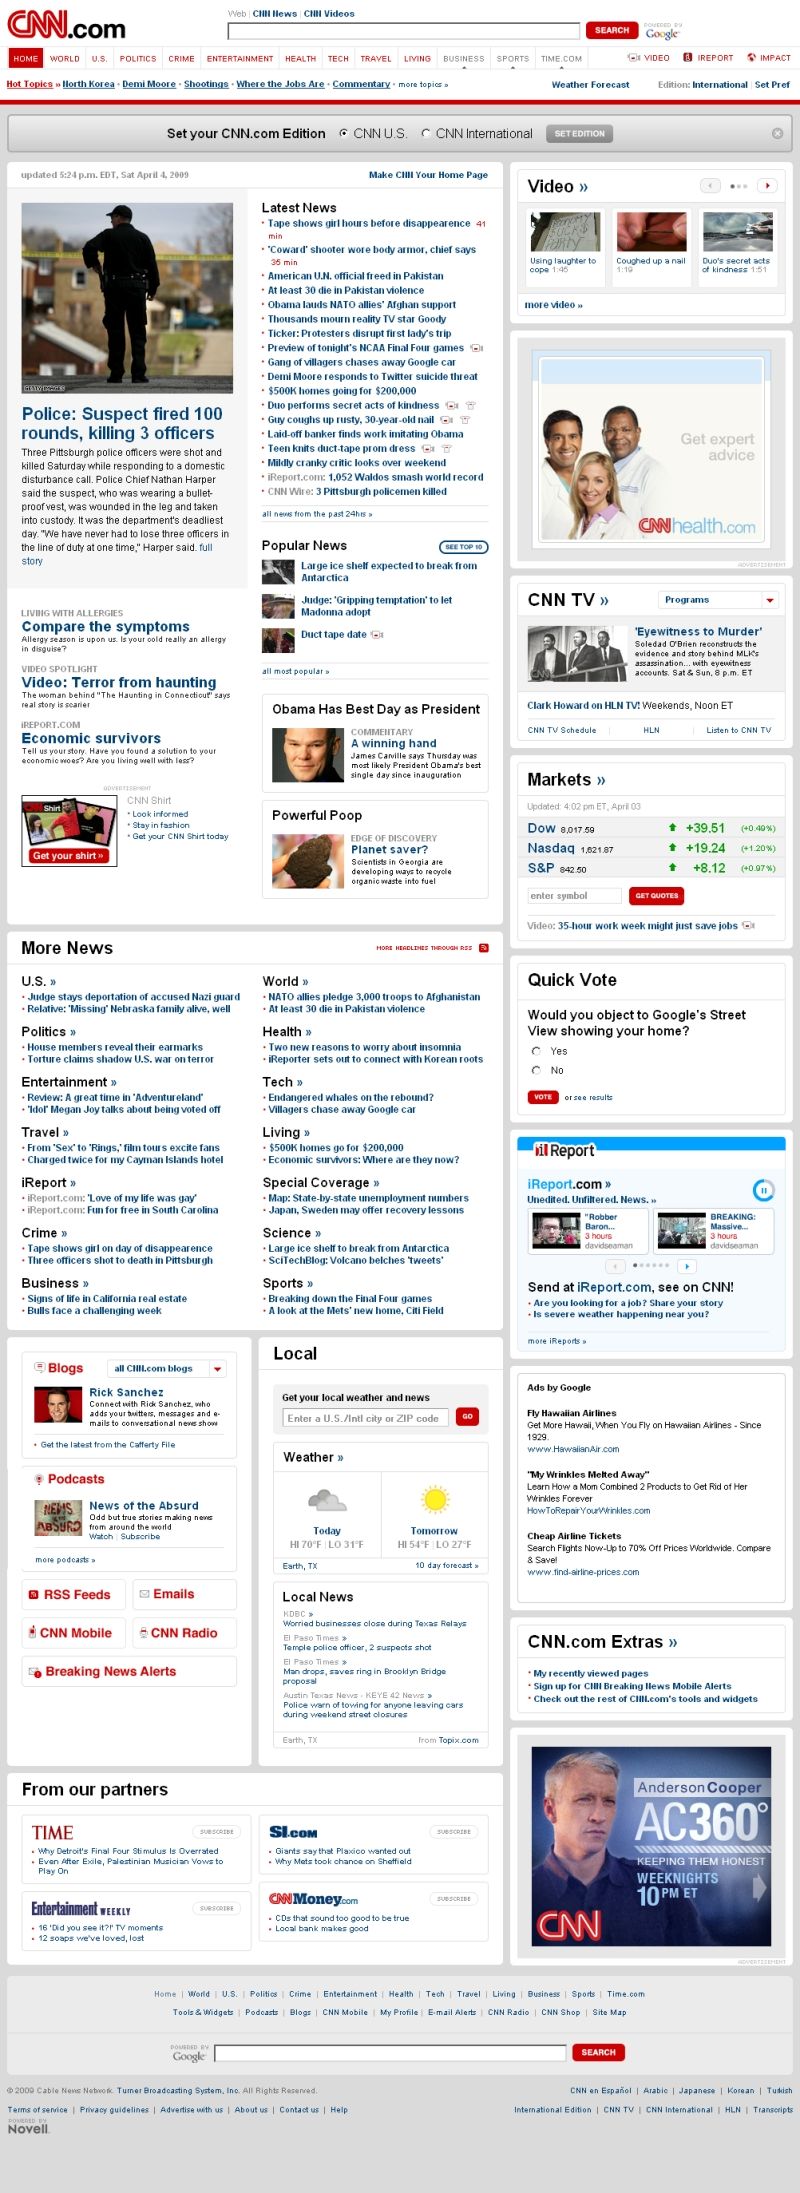 CNN.com
Web | CNN News | CNN Videos
SEARCH
POWERED BY Google
HOME WORLD U.S. POLITICS CRIME ENTERTAINMENT HEALTH TECH TRAVEL LIVING BUSINESS SPORTS TIME.COM VIDEO IREPORT IMPACT
Hot Topics » North Korea • Demi Moore • Shootings • Where the Jobs Are • Commentary • more topics »
Weather Forecast Edition: International | Set Pref
Set your CNN.com Edition CNN U.S. CNN International SET EDITION
updated 5:24 p.m. EDT, Sat April 4, 2009
Make CNN Your Home Page
GETTY IMAGES
Police: Suspect fired 100
rounds, killing 3 officers
Three Pittsburgh police officers were shot and
killed Saturday while responding to a domestic
disturbance call. Police Chief Nathan Harper
said the suspect, who was wearing a bullet-
proof vest, was wounded in the leg and taken
into custody. It was the department's deadliest
day. "We have never had to lose three officers in
the line of duty at one time," Harper said. full
story
LIVING WITH ALLERGIES
Compare the symptoms
Allergy season is upon us. Is your cold really an allergy
in disguise?
VIDEO SPOTLIGHT
Video: Terror from haunting
The woman behind "The Haunting in Connecticut" says
real story is scarier
iREPORT.COM
Economic survivors
Tell us your story. Have you found a solution to your
economic woes? Are you living well with less?
ADVERTISEMENT
CNN Shirt
Get your shirt »
CNN Shirt
• Look informed
• Stay in fashion
• Get your CNN Shirt today
Latest News
• Tape shows girl hours before disappearance 41
min
• 'Coward' shooter wore body armor, chief says
35 min
• American U.N. official freed in Pakistan
• At least 30 die in Pakistan violence
• Obama lauds NATO allies' Afghan support
• Thousands mourn reality TV star Goody
• Ticker: Protesters disrupt first lady's trip
• Preview of tonight's NCAA Final Four games
• Gang of villagers chases away Google car
• Demi Moore responds to Twitter suicide threat
• $500K homes going for $200,000
• Duo performs secret acts of kindness
• Guy coughs up rusty, 30-year-old nail
• Laid-off banker finds work imitating Obama
• Teen knits duct-tape prom dress
• Mildly cranky critic looks over weekend
• iReport.com: 1,052 Waldos smash world record
• CNN Wire: 3 Pittsburgh policemen killed
all news from the past 24hrs »
Popular News SEE TOP 10
Large ice shelf expected to break from
Antarctica
Judge: 'Gripping temptation' to let
Madonna adopt
Duct tape date
all most popular »
Obama Has Best Day as President
COMMENTARY
A winning hand
James Carville says Thursday was
most likely President Obama's best
single day since inauguration
Powerful Poop
EDGE OF DISCOVERY
Planet saver?
Scientists in Georgia are
developing ways to recycle
organic waste into fuel
Video »
Using laughter to
cope 1:45
Coughed up a nail
1:19
Duo's secret acts
of kindness 1:51
more video »
Get expert
advice
CNNhealth.com
ADVERTISEMENT
CNN TV » Programs
CNN
'Eyewitness to Murder'
Soledad O'Brien reconstructs the
evidence and story behind MLK's
assassination... with eyewitness
accounts. Sat & Sun, 8 p.m. ET
Clark Howard on HLN TV! Weekends, Noon ET
CNN TV Schedule | HLN | Listen to CNN TV
Markets »
Updated: 4:02 pm ET, April 03
Dow 8,017.59 +39.51 (+0.49%)
Nasdaq 1,621.87 +19.24 (+1.20%)
S&P 842.50 +8.12 (+0.97%)
enter symbol GET QUOTES
Video: 35-hour work week might just save jobs
Quick Vote
Would you object to Google's Street
View showing your home?
Yes
No
VOTE or see results
iReport
iReport.com »
Unedited. Unfiltered. News. »
"Robber
Baron...
3 hours
davidseaman
BREAKING:
Massive...
3 hours
davidseaman
Send at iReport.com, see on CNN!
• Are you looking for a job? Share your story
• Is severe weather happening near you?
more iReports »
More News
MORE HEADLINES THROUGH RSS
U.S. »
• Judge stays deportation of accused Nazi guard
• Relative: 'Missing' Nebraska family alive, well
Politics »
• House members reveal their earmarks
• Torture claims shadow U.S. war on terror
Entertainment »
• Review: A great time in 'Adventureland'
• 'Idol' Megan Joy talks about being voted off
Travel »
• From 'Sex' to 'Rings,' film tours excite fans
• Charged twice for my Cayman Islands hotel
iReport »
• iReport.com: 'Love of my life was gay'
• iReport.com: Fun for free in South Carolina
Crime »
• Tape shows girl on day of disappearance
• Three officers shot to death in Pittsburgh
Business »
• Signs of life in California real estate
• Bulls face a challenging week
World »
• NATO allies pledge 3,000 troops to Afghanistan
• At least 30 die in Pakistan violence
Health »
• Two new reasons to worry about insomnia
• iReporter sets out to connect with Korean roots
Tech »
• Endangered whales on the rebound?
• Villagers chase away Google car
Living »
• $500K homes go for $200,000
• Economic survivors: Where are they now?
Special Coverage »
• Map: State-by-state unemployment numbers
• Japan, Sweden may offer recovery lessons
Science »
• Large ice shelf to break from Antarctica
• SciTechBlog: Volcano belches 'tweets'
Sports »
• Breaking down the Final Four games
• A look at the Mets' new home, Citi Field
Blogs all CNN.com blogs
Rick Sanchez
Connect with Rick Sanchez, who
adds your twitters, messages and e-
mails to conversational news show
• Get the latest from the Cafferty File
Podcasts
NEWS OF THE ABSURD
News of the Absurd
Odd but true stories making news
from around the world
Watch | Subscribe
more podcasts »
RSS Feeds Emails
CNN Mobile CNN Radio
Breaking News Alerts
Local
Get your local weather and news
Enter a U.S./Intl city or ZIP code GO
Weather »
Today
HI 70°F | LO 31°F
Tomorrow
HI 54°F | LO 27°F
Earth, TX 10 day forecast »
Local News
KDBC »
Worried businesses close during Texas Relays
El Paso Times »
Temple police officer, 2 suspects shot
El Paso Times »
Man drops, saves ring in Brooklyn Bridge
proposal
Austin Texas News - KEYE 42 News »
Police warn of towing for anyone leaving cars
during weekend street closures
Earth, TX from Topix.com
Ads by Google
Fly Hawaiian Airlines
Get More Hawaii, When You Fly on Hawaiian Airlines - Since
1929.
www.HawaiianAir.com
"My Wrinkles Melted Away"
Learn How a Mom Combined 2 Products to Get Rid of Her
Wrinkles Forever
HowToRepairYourWrinkles.com
Cheap Airline Tickets
Search Flights Now-Up to 70% Off Prices Worldwide. Compare
& Save!
www.find-airline-prices.com
CNN.com Extras »
• My recently viewed pages
• Sign up for CNN Breaking News Mobile Alerts
• Check out the rest of CNN.com's tools and widgets
Anderson Cooper
AC360°
KEEPING THEM HONEST
WEEKNIGHTS
10PM ET
CNN
ADVERTISEMENT
From our partners
TIME SUBSCRIBE
• Why Detroit's Final Four Stimulus Is Overrated
• Even After Exile, Palestinian Musician Vows to
Play On
SI.COM SUBSCRIBE
• Giants say that Plaxico wanted out
• Why Mets took chance on Sheffield
Entertainment WEEKLY SUBSCRIBE
• 16 'Did you see it?!' TV moments
• 12 soaps we've loved, lost
CNNMoney.com SUBSCRIBE
• CDs that sound too good to be true
• Local bank makes good
Home | World | U.S. | Politics | Crime | Entertainment | Health | Tech | Travel | Living | Business | Sports | Time.com
Tools & Widgets | Podcasts | Blogs | CNN Mobile | My Profile | E-mail Alerts | CNN Radio | CNN Shop | Site Map
POWERED BY Google SEARCH
© 2009 Cable News Network. Turner Broadcasting System, Inc. All Rights Reserved.
CNN en Español | Arabic | Japanese | Korean | Turkish
Terms of service | Privacy guidelines | Advertise with us | About us | Contact us | Help
International Edition | CNN TV | CNN International | HLN | Transcripts
POWERED BY
Novell.